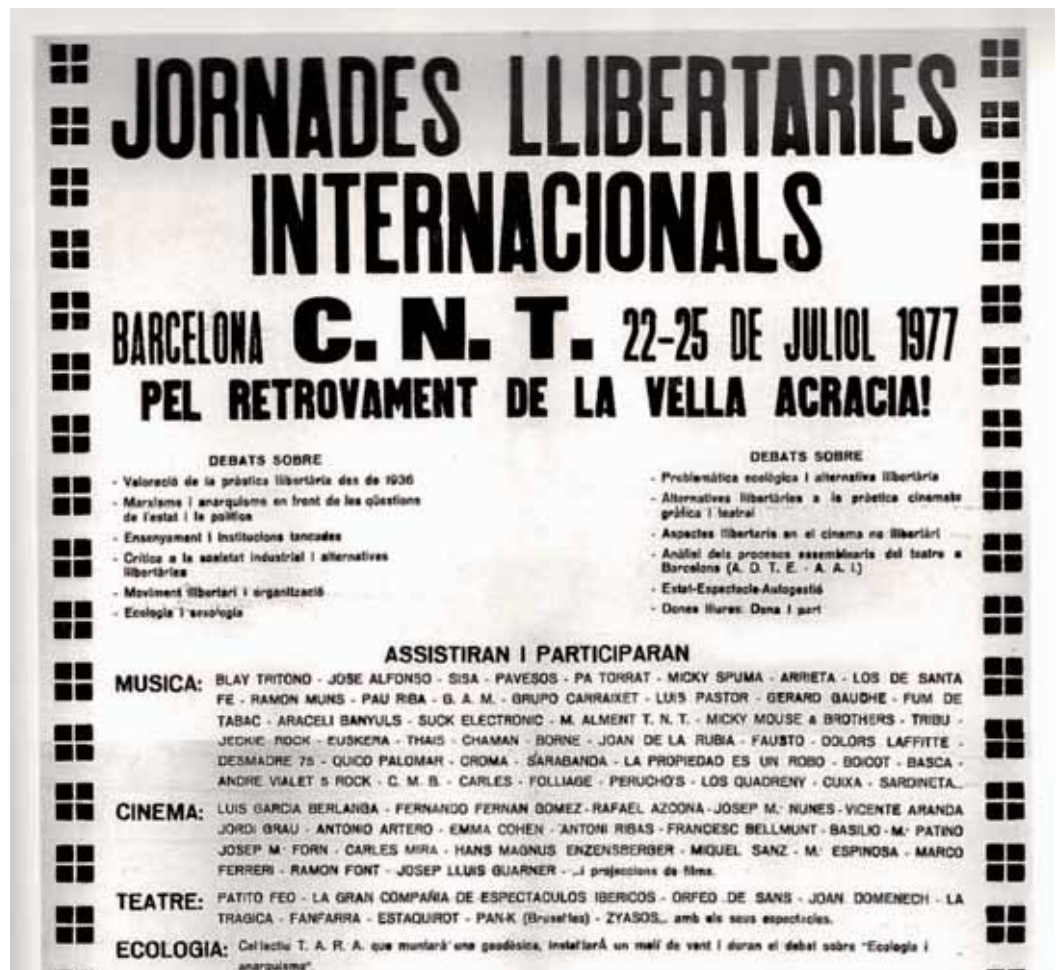 JORNADES LLIBERTARIES
INTERNACIONALS
BARCELONA C. N. T. 22-25 DE JULIOL 1977
PEL RETROVAMENT DE LA VELLA ACRACIA!
DEBATS SOBRE
- Valoració de la pràctica llibertària des de 1936
- Marxisme i anarquisme en front de les qüestions
de l'estat i la política
- Ensenyament i Institucions tancades
- Crítica a la societat industrial i alternatives
llibertàries
- Moviment llibertari i organització
- Ecologia i sexologia
DEBATS SOBRE
- Problemàtica ecològica i alternativa llibertària
- Alternatives llibertàries a la pràctica cinemato
gràfica i teatral
- Aspectes llibertaris en el cinema no llibertàri
- Anàlisi dels procesos assemblearis del teatre a
Barcelona (A. D. T. E. - A. A. I.)
- Estat-Espectacle-Autogestió
- Dones lliures: Dona i part
ASSISTIRAN I PARTICIPARAN
MUSICA: BLAY TRITONO - JOSE ALFONSO - SISA - PAVESOS - PA TORRAT - MICKY SPUMA - ARRIETA - LOS DE SANTA
FE - RAMON MUNS - PAU RIBA - G. A. M. - GRUPO CARRAIXET - LUIS PASTOR - GERARD GAUDHE - FUM DE
TABAC - ARACELI BANYULS - SUCK ELECTRONIC - M. ALMENT T. N. T. - MICKY MOUSE & BROTHERS - TRIBU -
JECKIE ROCK - EUSKERA - THAIS - CHAMAN - BORNE - JOAN DE LA RUBIA - FAUSTO - DOLORS LAFFITTE -
DESMADRE 75 - QUICO PALOMAR - CROMA - SARABANDA - LA PROPIEDAD ES UN ROBO - BOICOT - BASCA -
ANDRE VIALET 5 ROCK - C. M. B. - CARLES - FOLLIAGE - PERUCHO'S - LOS QUADRENY - CUIXA - SARDINETA...
CINEMA: LUIS GARCIA BERLANGA - FERNANDO FERNAN GOMEZ - RAFAEL AZCONA - JOSEP M.ª NUNES - VICENTE ARANDA
JORDI GRAU - ANTONIO ARTERO - EMMA COHEN - ANTONI RIBAS - FRANCESC BELLMUNT - BASILIO - M.ª PATINO
JOSEP M.ª FORN - CARLES MIRA - HANS MAGNUS ENZENSBERGER - MIQUEL SANZ - M.ª ESPINOSA - MARCO
FERRERI - RAMON FONT - JOSEP LLUIS GUARNER - ...i projeccions de films.
TEATRE: PATITO FEO - LA GRAN COMPAÑIA DE ESPECTACULOS IBERICOS - ORFEO DE SANS - JOAN DOMENECH - LA
TRAGICA - FANFARRA - ESTAQUIROT - PAN-K (Bruselles) - ZYASOS... amb els seus espectacles.
ECOLOGIA: Col·lectiu T. A. R. A. que muntarà una geodèsica, instal·larà un molí de vent i duran el debat sobre "Ecologia i
anarquisme".